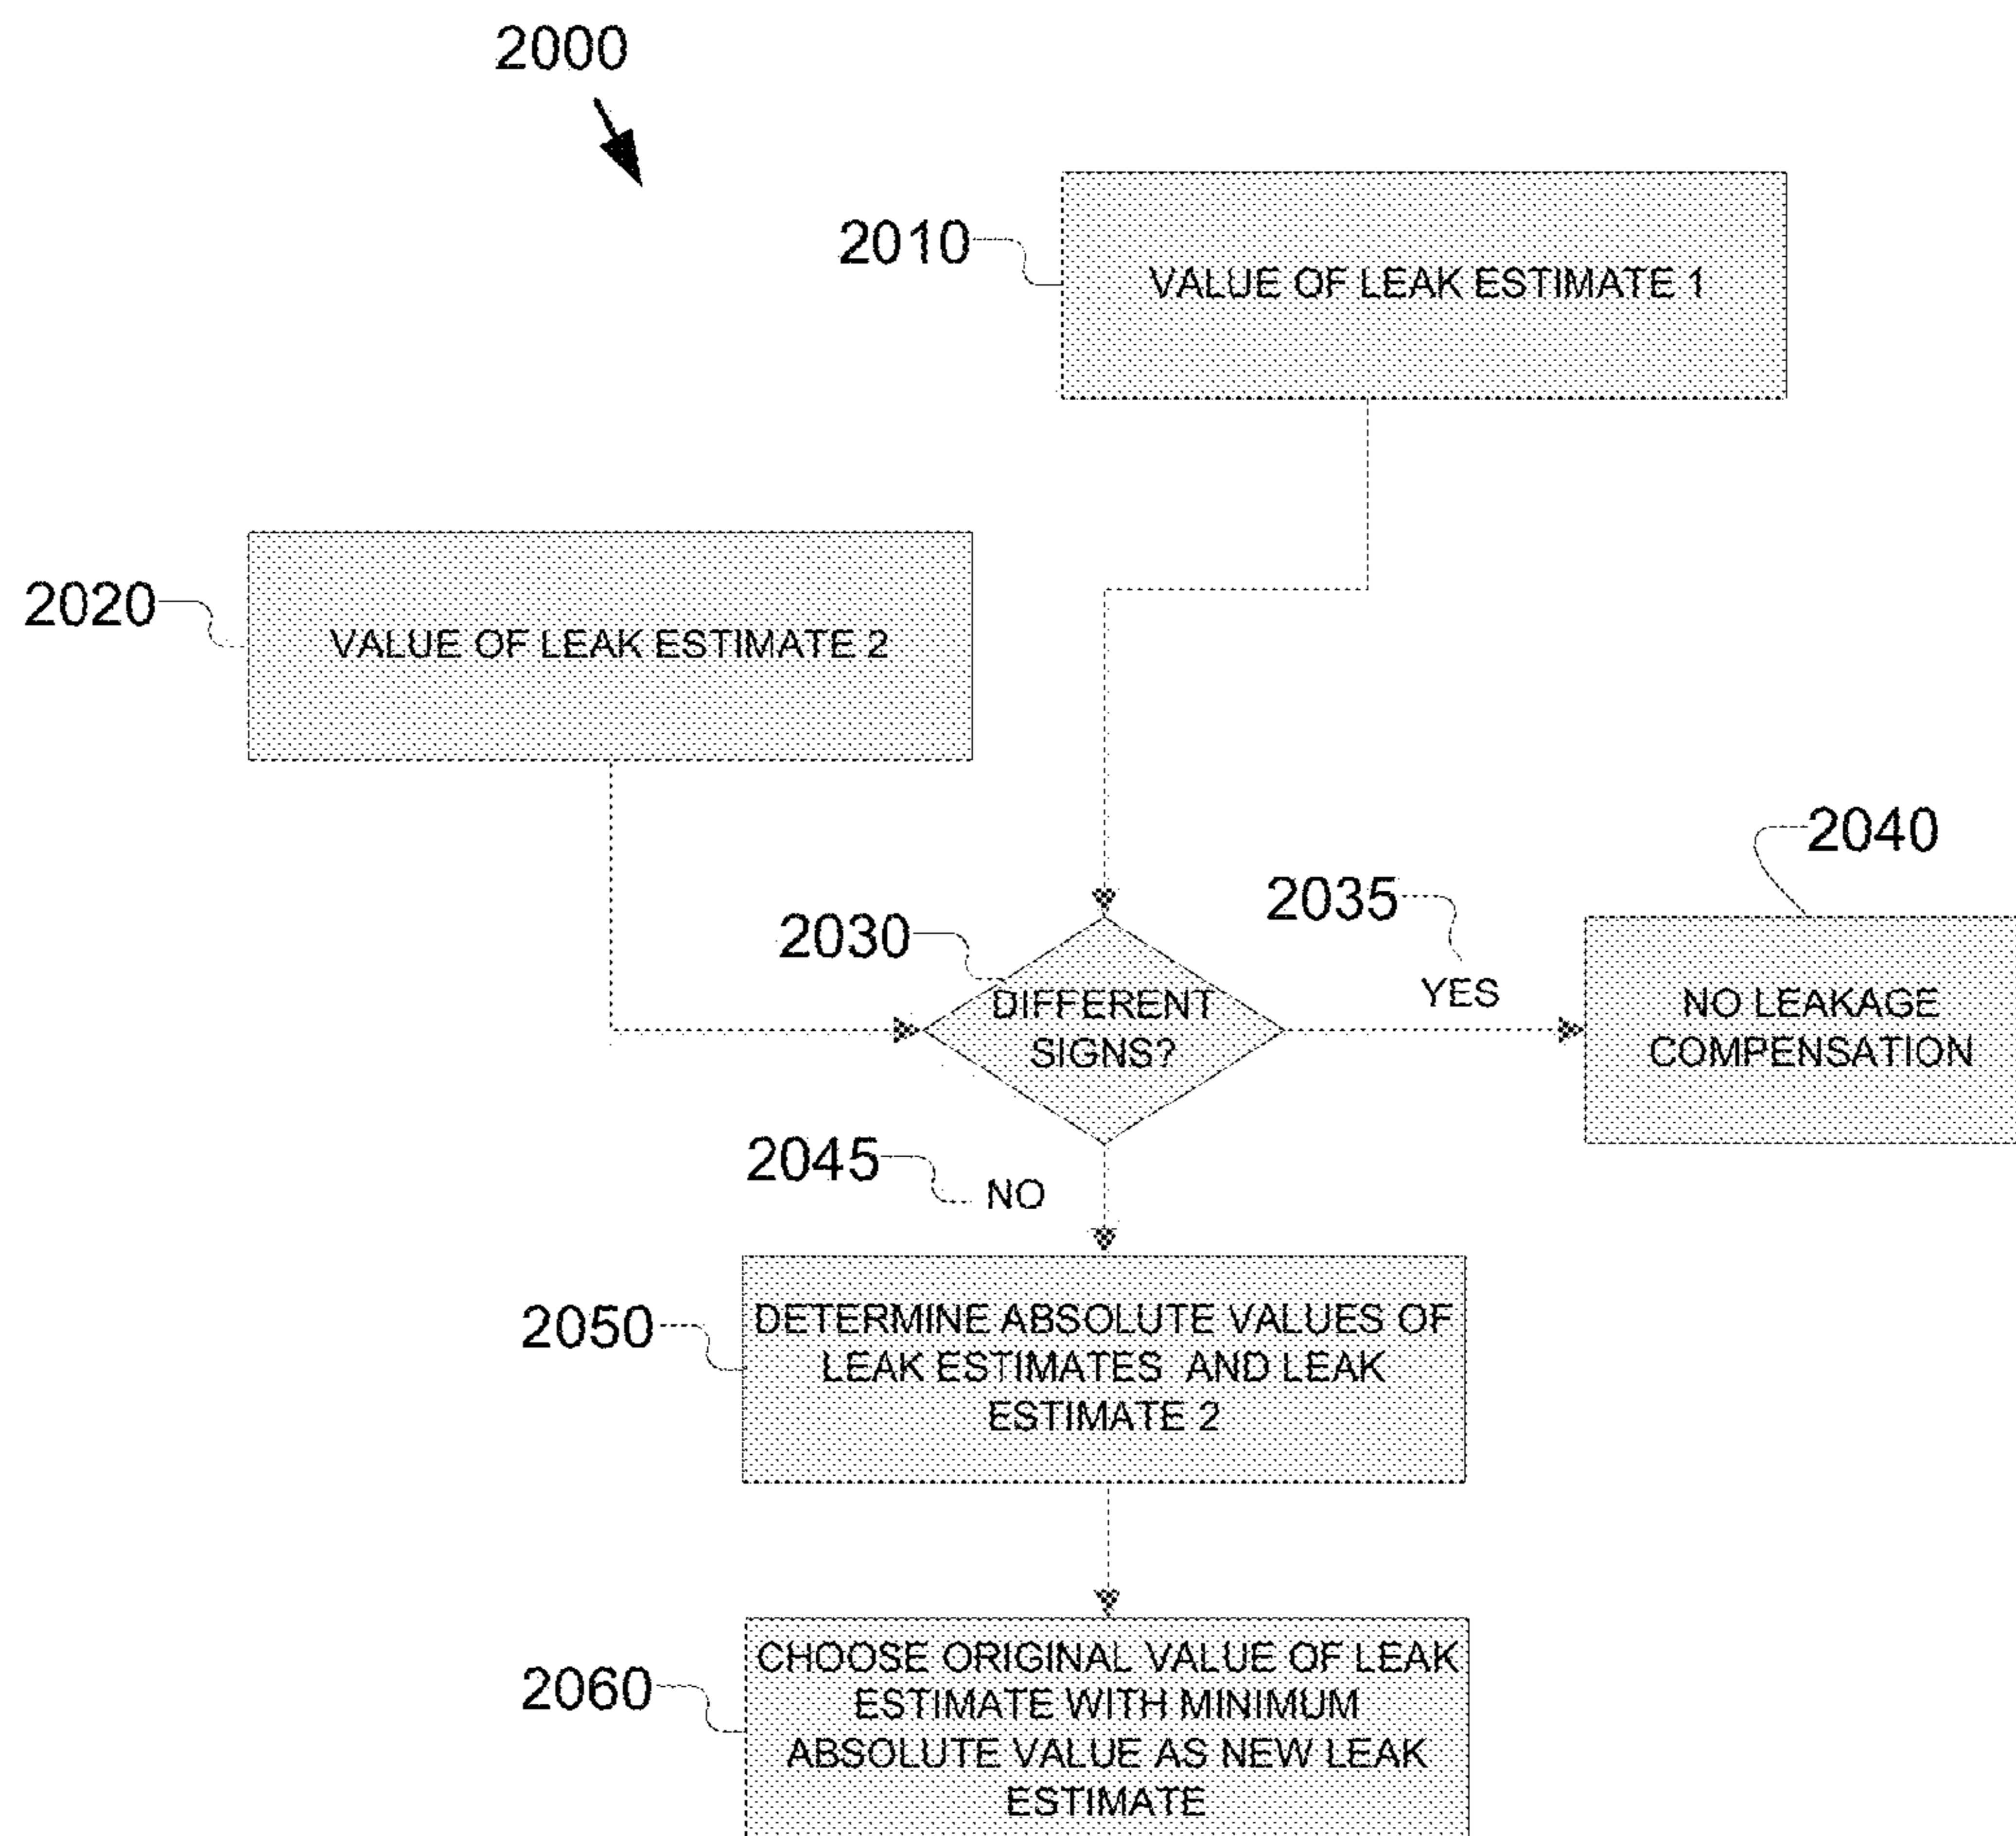 2000
2010
VALUE OF LEAK ESTIMATE 1
2020
VALUE OF LEAK ESTIMATE 2
2030
DIFFERENT
SIGNS?
2035
YES
2040
NO LEAKAGE
COMPENSATION
2045
NO
2050
DETERMINE ABSOLUTE VALUES OF
LEAK ESTIMATES AND LEAK
ESTIMATE 2
2060
CHOOSE ORIGINAL VALUE OF LEAK
ESTIMATE WITH MINIMUM
ABSOLUTE VALUE AS NEW LEAK
ESTIMATE